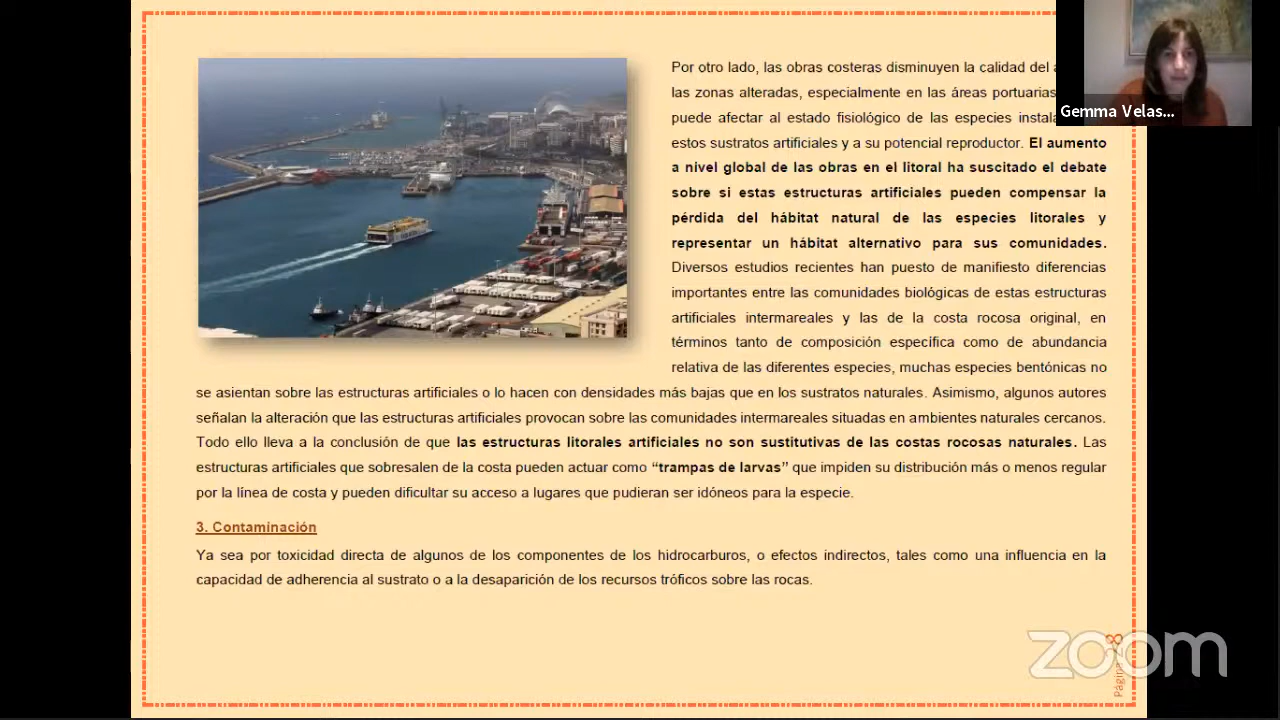 Por otro lado, las obras costeras disminuyen la calidad del
las zonas alteradas, especialmente en las áreas portuarias
puede afectar al estado fisiológico de las especies
estos sustratos artificiales y a su potencial reproductor. El aumento
a nivel global de las obras en el litoral ha suscitado el debate
sobre si estas estructuras artificiales pueden compensar la
pérdida del hábitat natural de las especies litorales y
representar un hábitat alternativo para sus comunidades.
Diversos estudios recientes han puesto de manifiesto diferencias
importantes entre las comunidades biológicas de estas estructuras
artificiales intermareales y las de la costa rocosa original, en
términos tanto de composición específica como de abundancia
relativa de las diferentes especies, muchas especies bentónicas no
se asientan sobre las estructuras artificiales o lo hacen con densidades más bajas que en los sustratos naturales. Asimismo, algunos autores
señalan la alteración que las estructuras artificiales provocan sobre las comunidades intermareales situadas en ambientes naturales cercanos.
Todo ello lleva a la conclusión de que las estructuras litorales artificiales no son sustitutivas de las costas rocosas naturales. Las
estructuras artificiales que sobresalen de la costa pueden actuar como “trampas de larvas” que impiden su distribución más o menos regular
por la línea de costa y pueden dificultar su acceso a lugares que pudieran ser idóneos para la especie.
3. Contaminación
Ya sea por toxicidad directa de algunos de los componentes de los hidrocarburos, o efectos indirectos, tales como una influencia en la
capacidad de adherencia al sustrato o a la desaparición de los recursos tróficos sobre las rocas.
Gemma Velas...
Página 28
zoom